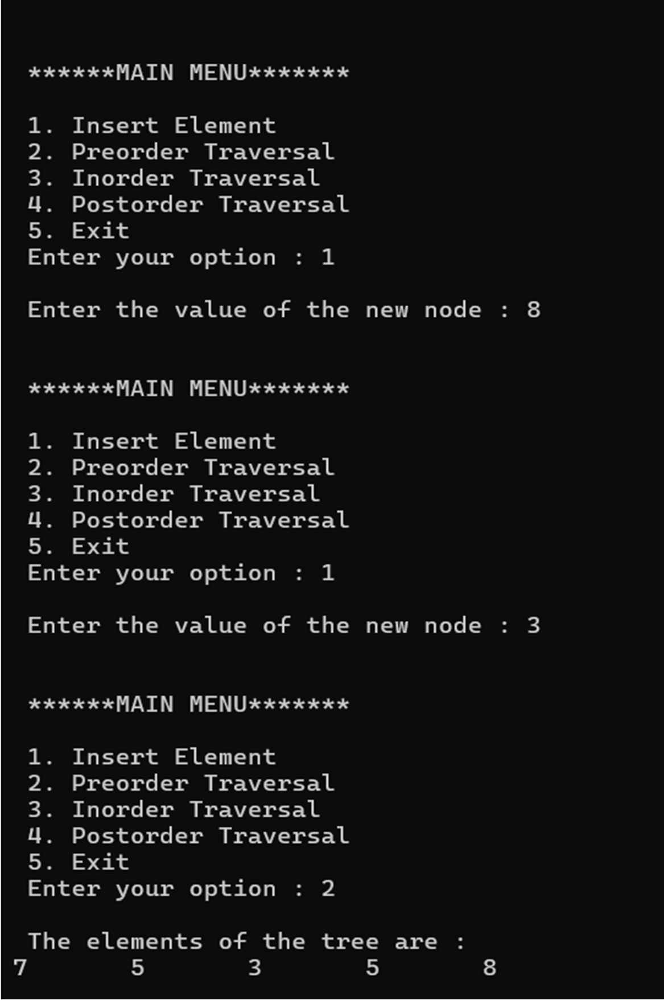 ******MAIN MENU*******
1. Insert Element
2. Preorder Traversal
3. Inorder Traversal
4. Postorder Traversal
5. Exit
Enter your option : 1
Enter the value of the new node : 8
******MAIN MENU*******
1. Insert Element
2. Preorder Traversal
3. Inorder Traversal
4. Postorder Traversal
5. Exit
Enter your option : 1
Enter the value of the new node : 3
******MAIN MENU*******
1. Insert Element
2. Preorder Traversal
3. Inorder Traversal
4. Postorder Traversal
5. Exit
Enter your option : 2
The elements of the tree are :
7 5 3 5 8